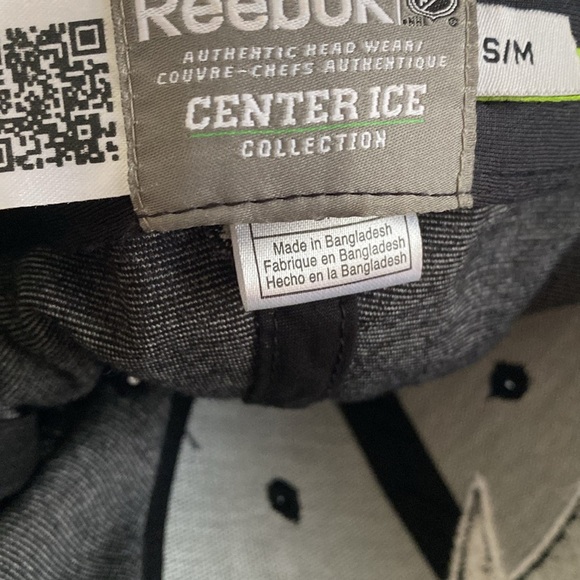 Reebok
NHL
AUTHENTIC HEAD WEAR/
COUVRE-CHEFS AUTHENTIQUE
CENTER ICE
COLLECTION
S/M
Made in Bangladesh
Fabrique en Bangladesh
Hecho en la Bangladesh